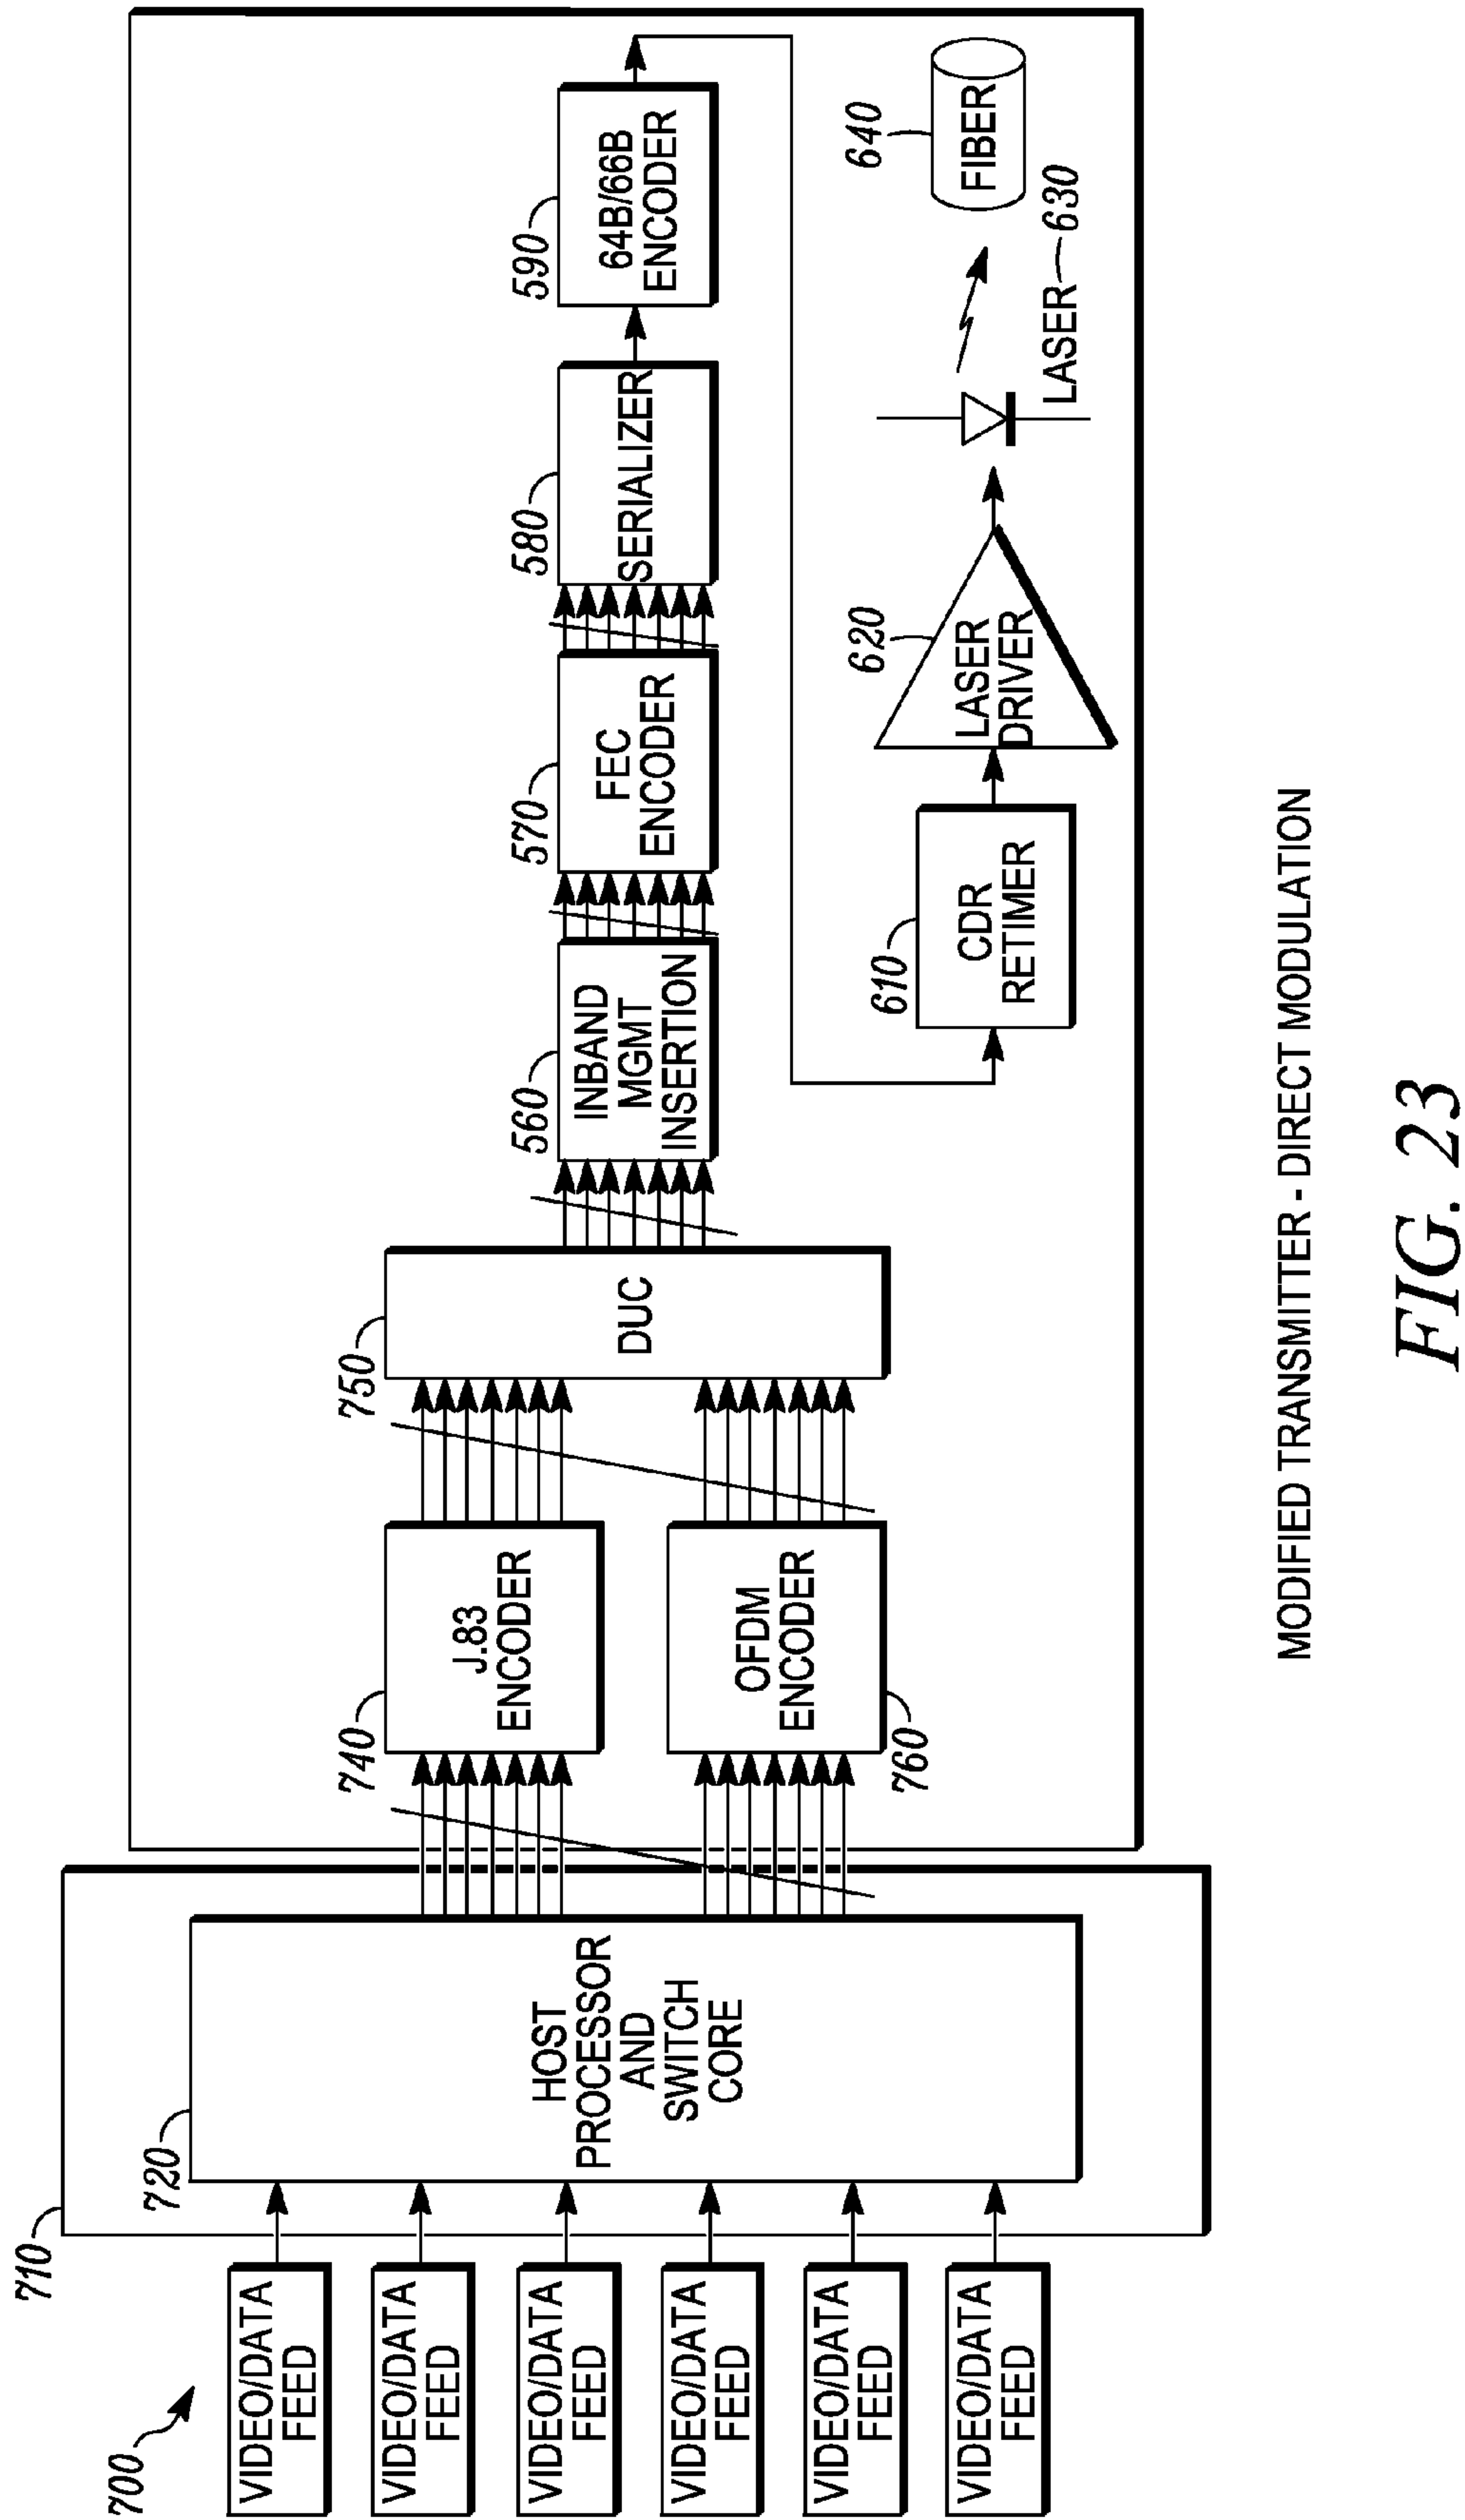 700
VIDEO/DATA
FEED
VIDEO/DATA
FEED
VIDEO/DATA
FEED
VIDEO/DATA
FEED
VIDEO/DATA
FEED
VIDEO/DATA
FEED
710
720
HOST
PROCESSOR
AND
SWITCH
CORE
740
J.83
ENCODER
OFDM
ENCODER
760
750
DUC
560
INBAND
MGMT
INSERTION
570
FEC
ENCODER
580
SERIALIZER
590
64B/66B
ENCODER
610
CDR
RETIMER
620
LASER
DRIVER
LASER
630
640
FIBER
MODIFIED TRANSMITTER - DIRECT MODULATION
FIG. 23